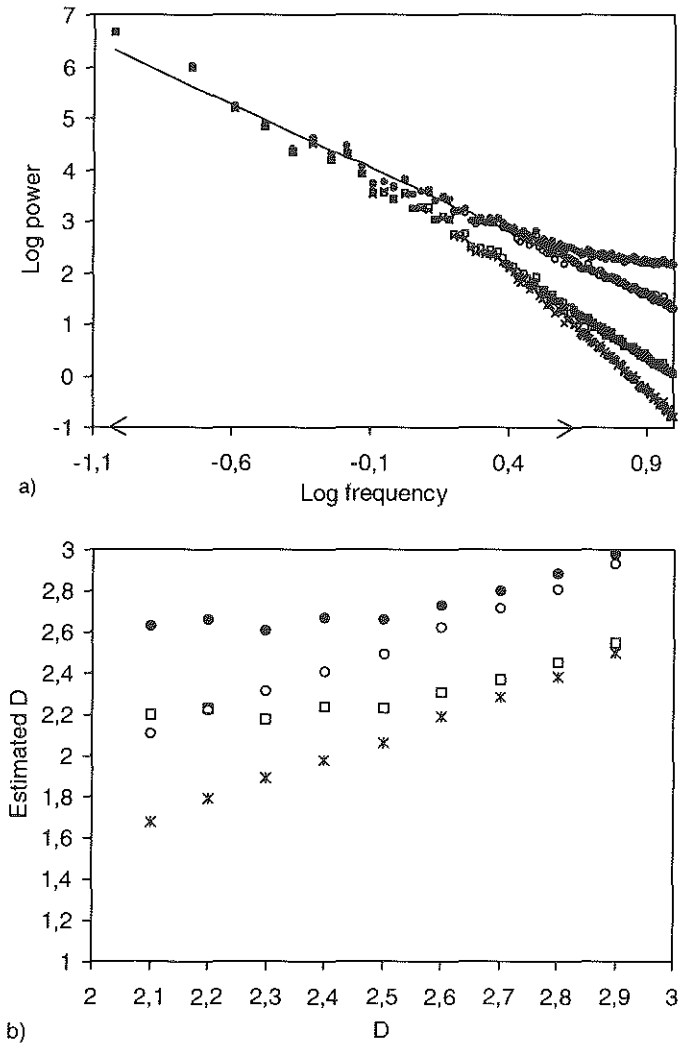 7
6
5
4
3
2
1
0
-1
Log power
-1,1 -0,6 -0,1 0,4 0,9
Log frequency
a)
3
2,8
2,6
2,4
2,2
2
1,8
1,6
1,4
1,2
1
Estimated D
2 2,1 2,2 2,3 2,4 2,5 2,6 2,7 2,8 2,9 3
D
b)